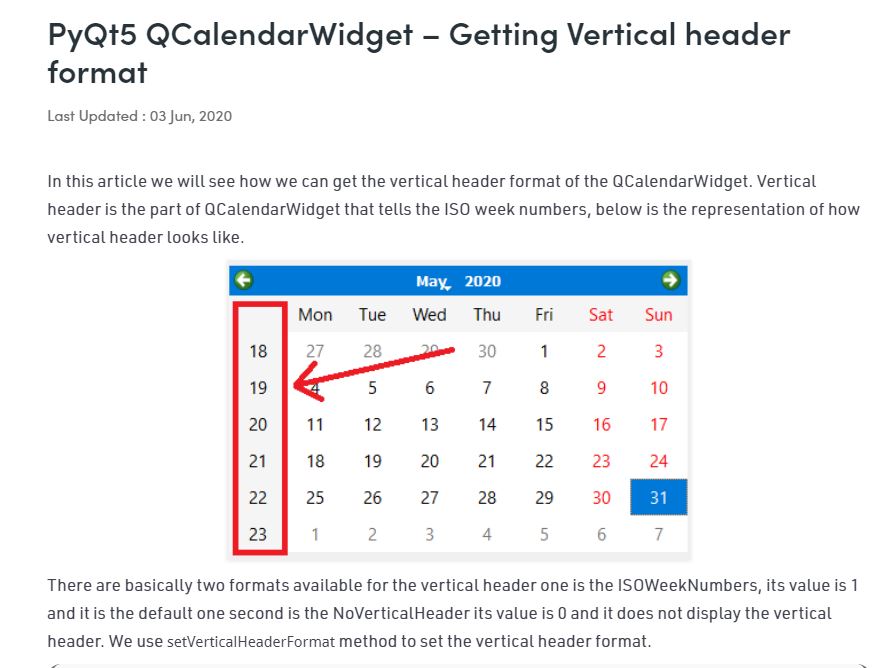 PyQt5 QCalendarWidget – Getting Vertical header
format
Last Updated : 03 Jun, 2020
In this article we will see how we can get the vertical header format of the QCalendarWidget. Vertical
header is the part of QCalendarWidget that tells the ISO week numbers, below is the representation of how
vertical header looks like.
May, 2020
Mon Tue Wed Thu Fri Sat Sun
18 27 28 29 30 1 2 3
19 4 5 6 7 8 9 10
20 11 12 13 14 15 16 17
21 18 19 20 21 22 23 24
22 25 26 27 28 29 30 31
23 1 2 3 4 5 6 7
There are basically two formats available for the vertical header one is the ISOWeekNumbers, its value is 1
and it is the default one second is the NoVerticalHeader its value is 0 and it does not display the vertical
header. We use setVerticalHeaderFormat method to set the vertical header format.